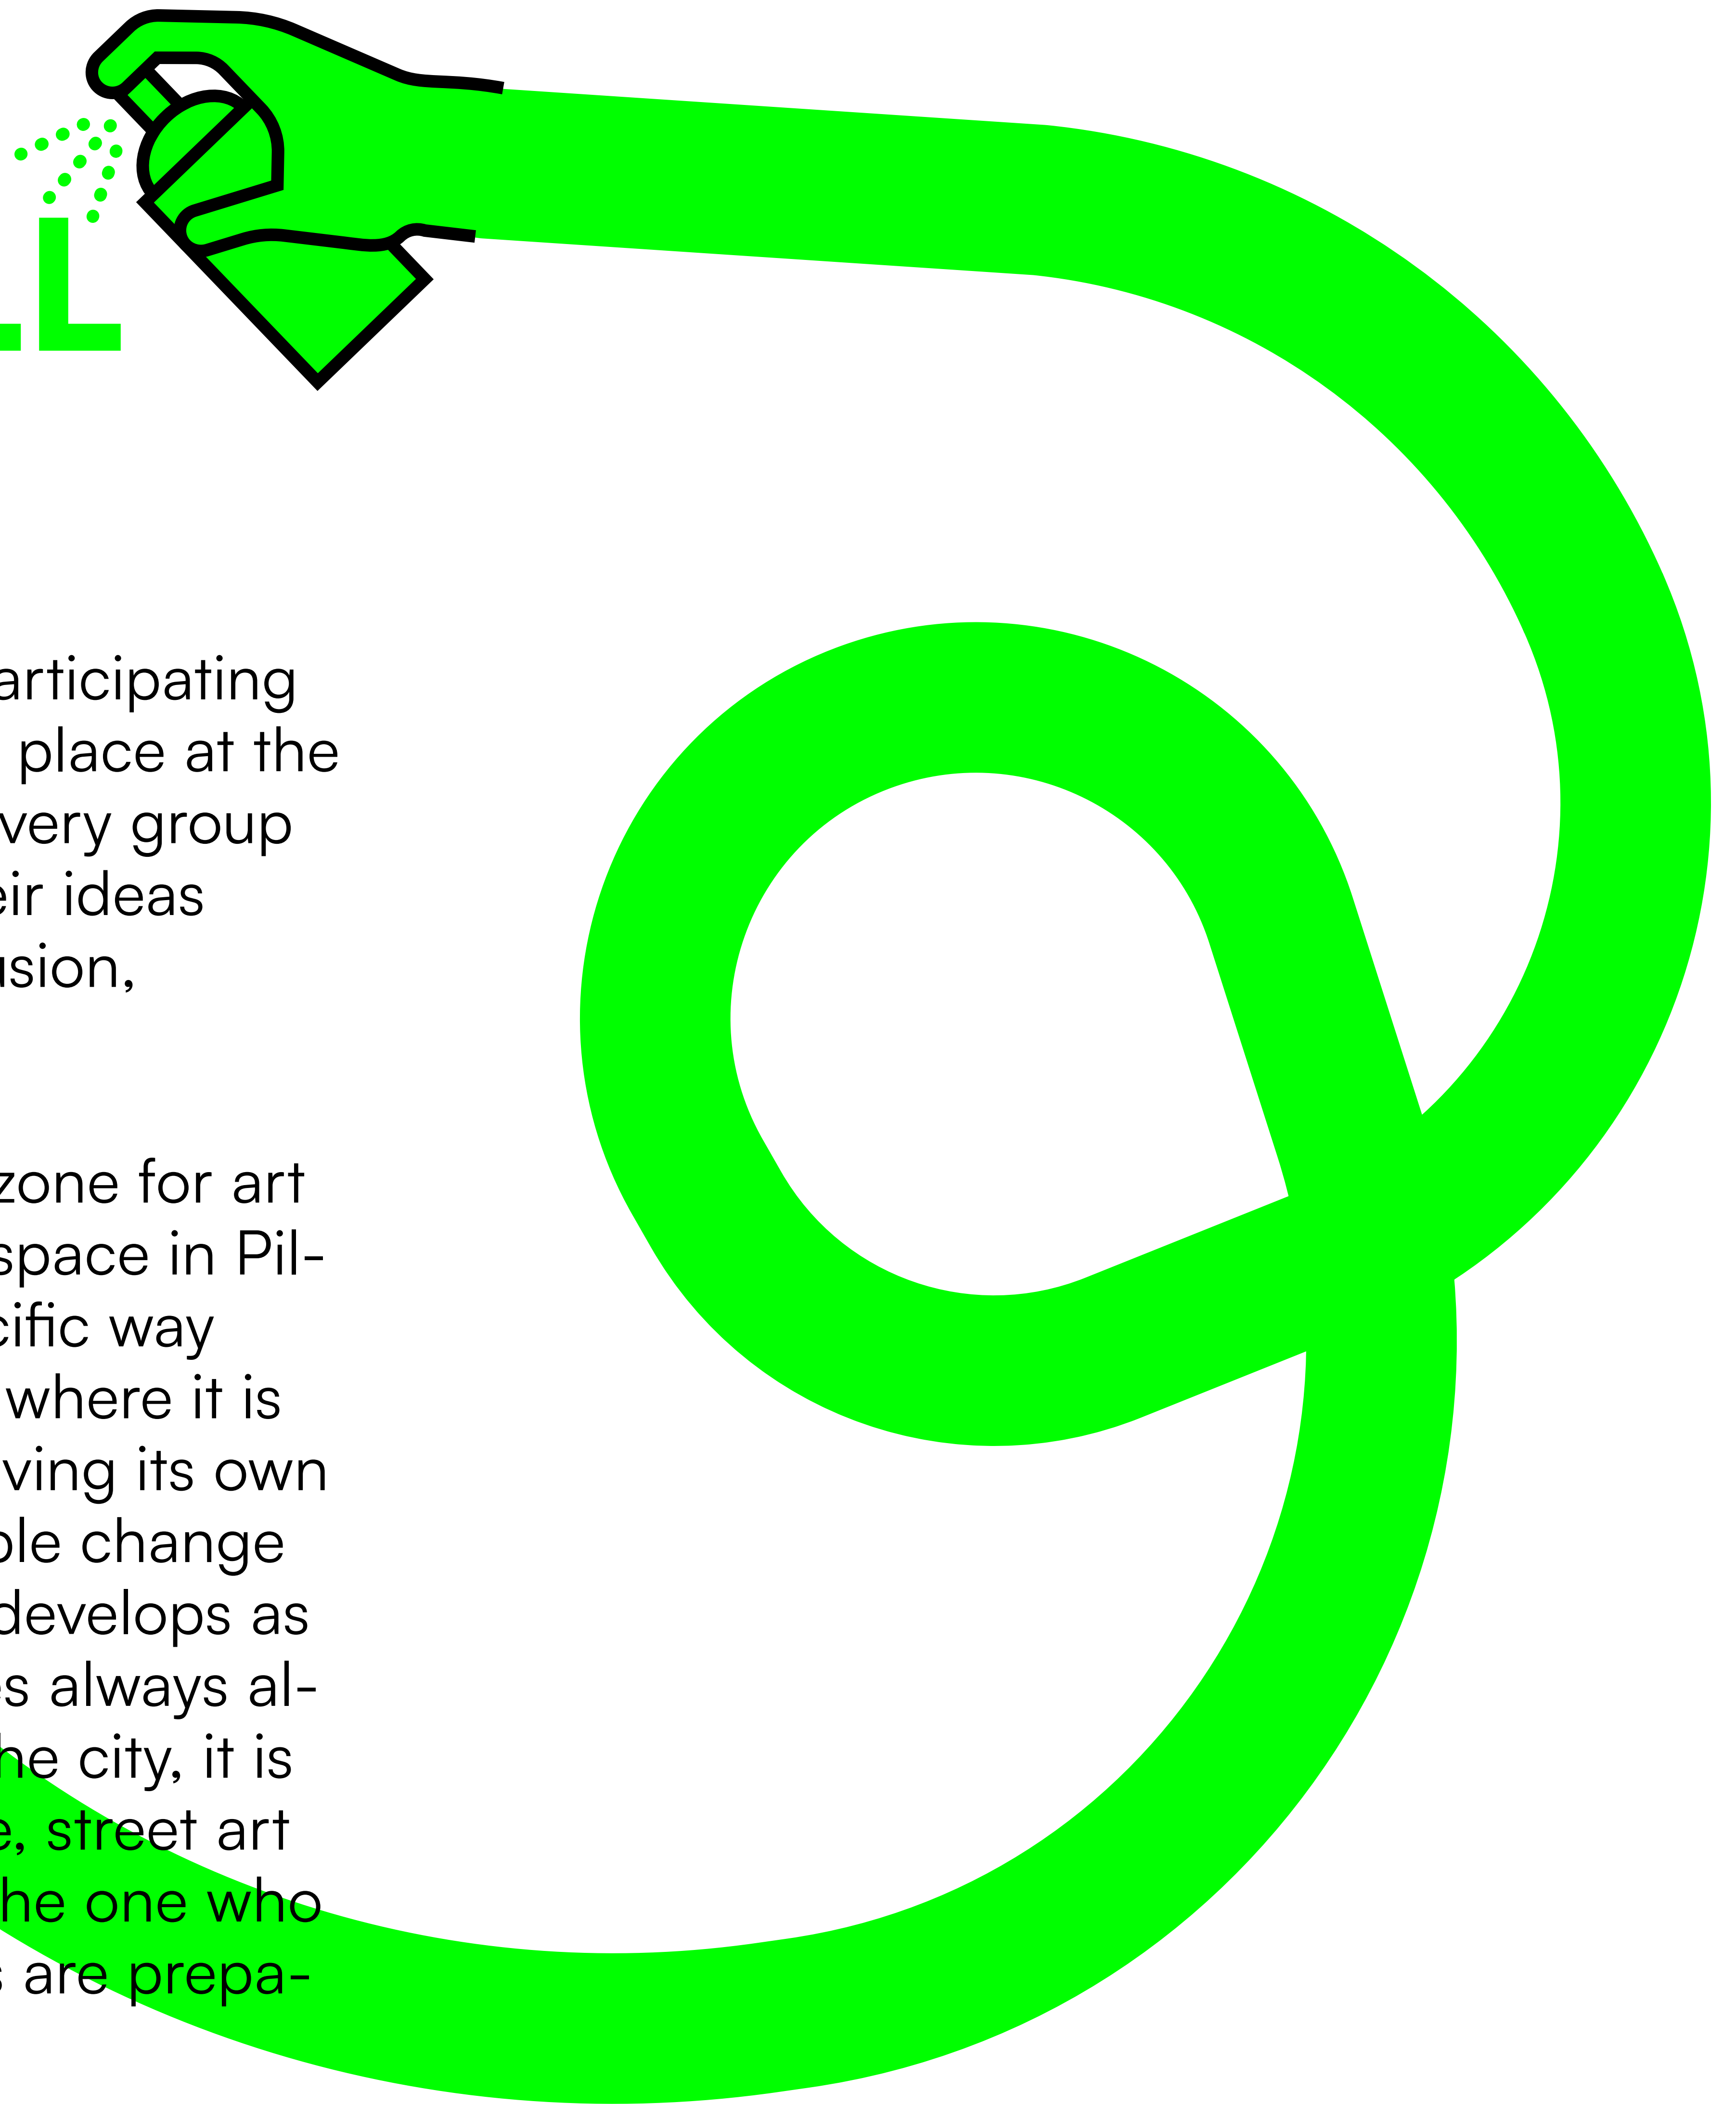 LL
articipating
place at the
very group
eir ideas
usion,
zone for art
space in Pil-
cific way
where it is
ving its own
ble change
develops as
es always al-
he city, it is
e, street art
he one who
s are prepa-